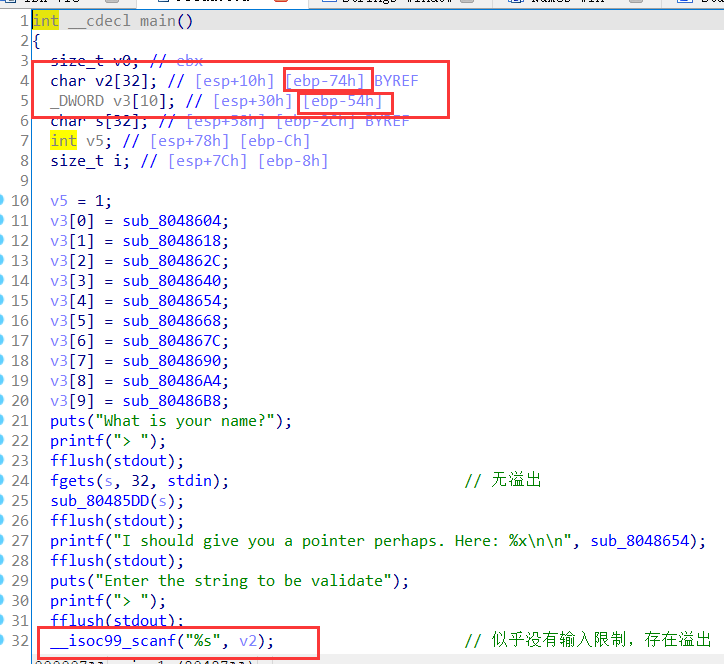 1 int __cdecl main()
2 {
3 size_t v0; // ebx
4 char v2[32]; // [esp+10h] [ebp-74h] BYREF
5 _DWORD v3[10]; // [esp+30h] [ebp-54h]
6 char s[32]; // [esp+58h] [ebp-2Ch] BYREF
7 int v5; // [esp+78h] [ebp-Ch]
8 size_t i; // [esp+7Ch] [ebp-8h]
9
10 v5 = 1;
11 v3[0] = sub_8048604;
12 v3[1] = sub_8048618;
13 v3[2] = sub_804862C;
14 v3[3] = sub_8048640;
15 v3[4] = sub_8048654;
16 v3[5] = sub_8048668;
17 v3[6] = sub_804867C;
18 v3[7] = sub_8048690;
19 v3[8] = sub_80486A4;
20 v3[9] = sub_80486B8;
21 puts("What is your name?");
22 printf("> ");
23 fflush(stdout);
24 fgets(s, 32, stdin); // 无溢出
25 sub_80485DD(s);
26 fflush(stdout);
27 printf("I should give you a pointer perhaps. Here: %x\n\n", sub_8048654);
28 fflush(stdout);
29 puts("Enter the string to be validate");
30 printf("> ");
31 fflush(stdout);
32 __isoc99_scanf("%s", v2); // 似乎没有输入限制，存在溢出